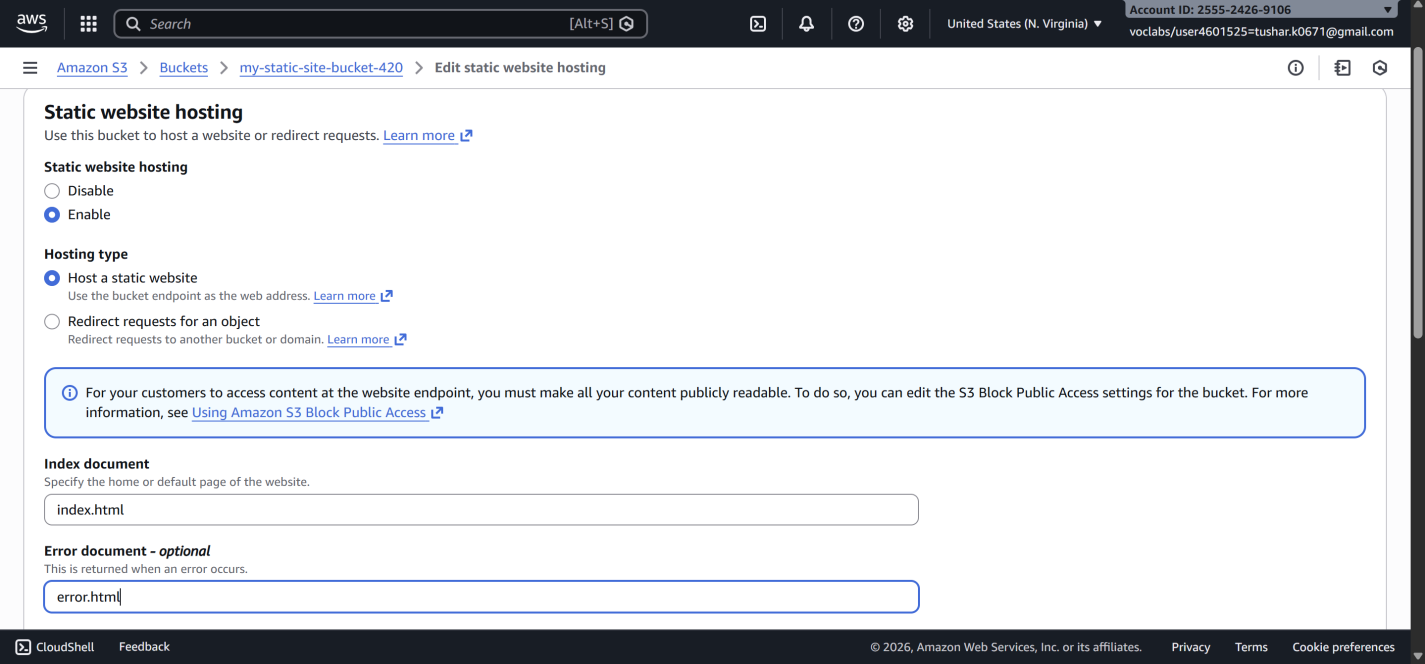 aws
Search [Alt+S]
United States (N. Virginia)
Account ID: 2555-2426-9106
voclabs/user4601525=tushar.k0671@gmail.com
Amazon S3 Buckets my-static-site-bucket-420 Edit static website hosting
Static website hosting
Use this bucket to host a website or redirect requests. Learn more
Static website hosting
Disable
Enable
Hosting type
Host a static website
Use the bucket endpoint as the web address. Learn more
Redirect requests for an object
Redirect requests to another bucket or domain. Learn more
For your customers to access content at the website endpoint, you must make all your content publicly readable. To do so, you can edit the S3 Block Public Access settings for the bucket. For more
information, see Using Amazon S3 Block Public Access
Index document
Specify the home or default page of the website.
index.html
Error document - optional
This is returned when an error occurs.
error.html
CloudShell Feedback © 2026, Amazon Web Services, Inc. or its affiliates. Privacy Terms Cookie preferences